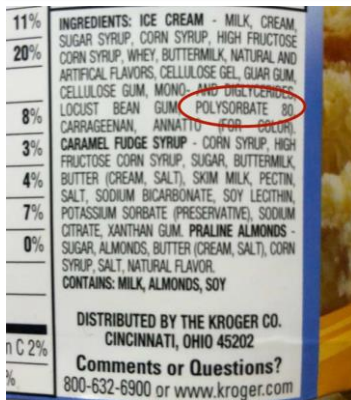 11%
20%
8%
3%
4%
7%
0%
n C 2%
%
INGREDIENTS: ICE CREAM - MILK, CREAM,
SUGAR SYRUP, CORN SYRUP, HIGH FRUCTOSE
CORN SYRUP, WHEY, BUTTERMILK, NATURAL AND
ARTIFICAL FLAVORS, CELLULOSE GEL, GUAR GUM,
CELLULOSE GUM, MONO- AND DIGLYCERIDES,
LOCUST BEAN GUM, POLYSORBATE 80,
CARRAGEENAN, ANNATTO (FOR COLOR).
CARAMEL FUDGE SYRUP - CORN SYRUP, HIGH
FRUCTOSE CORN SYRUP, SUGAR, BUTTERMILK,
BUTTER (CREAM, SALT), SKIM MILK, PECTIN,
SALT, SODIUM BICARBONATE, SOY LECITHIN,
POTASSIUM SORBATE (PRESERVATIVE), SODIUM
CITRATE, XANTHAN GUM. PRALINE ALMONDS -
SUGAR, ALMONDS, BUTTER (CREAM, SALT), CORN
SYRUP, SALT, NATURAL FLAVOR.
CONTAINS: MILK, ALMONDS, SOY
DISTRIBUTED BY THE KROGER CO.
CINCINNATI, OHIO 45202
Comments or Questions?
800-632-6900 or www.kroger.com